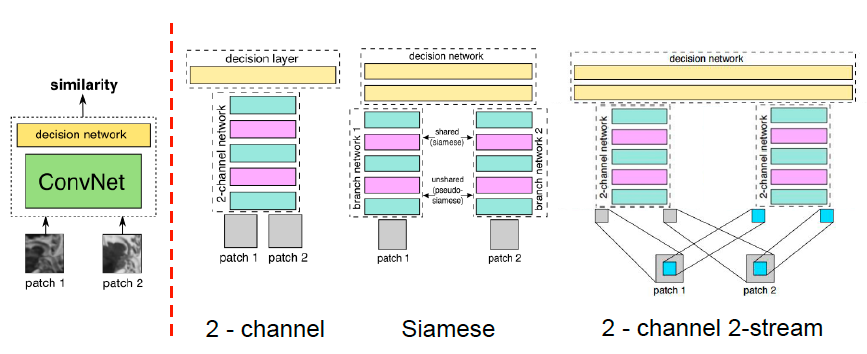 similarity
decision network
ConvNet
patch 1
patch 2
decision layer
2-channel network
patch 1
patch 2
2 - channel
decision network
branch network 1
shared
(siamese)
unshared
(pseudo-
siamese)
branch network 2
patch 1
patch 2
Siamese
decision network
2-channel network
2-channel network
patch 1
patch 2
2 - channel 2-stream